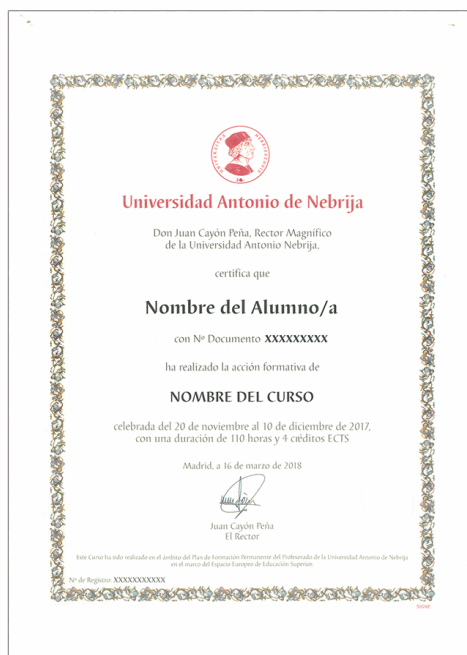 Universidad Antonio de Nebrija
Don Juan Cayón Peña, Rector Magnífico
de la Universidad Antonio Nebrija,
certifica que
Nombre del Alumno/a
con Nº Documento XXXXXXXXX
ha realizado la acción formativa de
NOMBRE DEL CURSO
celebrada del 20 de noviembre al 10 de diciembre de 2017,
con una duración de 110 horas y 4 créditos ECTS
Madrid, a 16 de marzo de 2018
Juan Cayón Peña
El Rector
Este Curso ha sido realizado en el ámbito del Plan de Formación Permanente del Profesorado de la Universidad Antonio de Nebrija
en el marco del Espacio Europeo de Educación Superior.
Nº de Registro: XXXXXXXXXXX